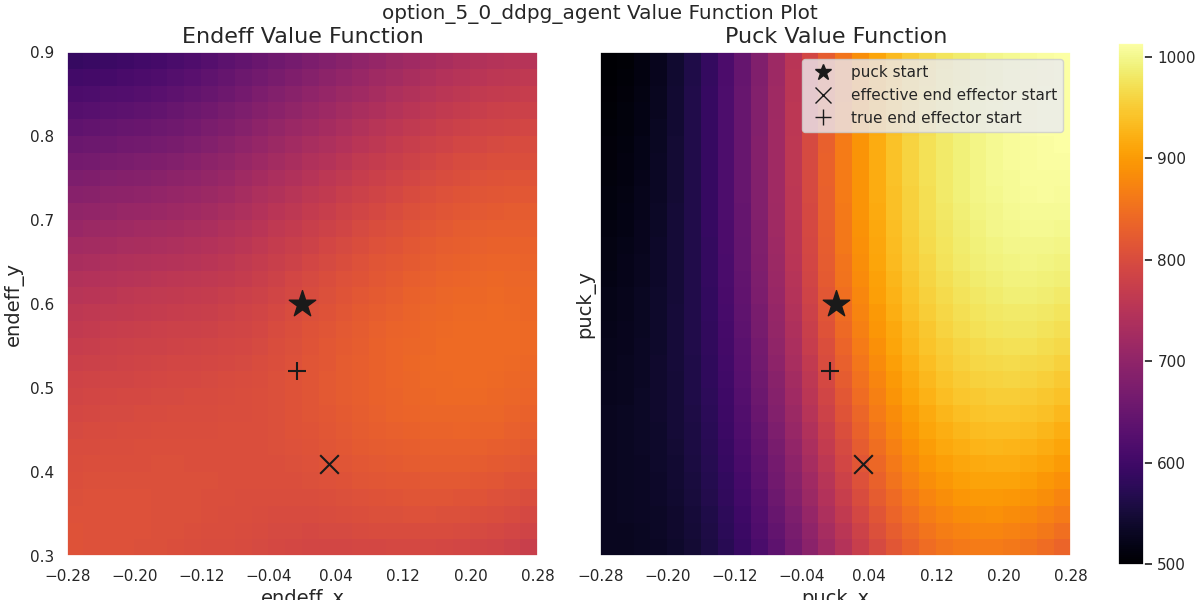 option_5_0_ddpg_agent Value Function Plot
Endeff Value Function
Puck Value Function
0.9
0.8
0.7
0.6
0.5
0.4
0.3
endeff_y
−0.28 −0.20 −0.12 −0.04 0.04 0.12 0.20 0.28
endeff_x
puck_y
puck start
effective end effector start
true end effector start
−0.28 −0.20 −0.12 −0.04 0.04 0.12 0.20 0.28
puck_x
1000
900
800
700
600
500